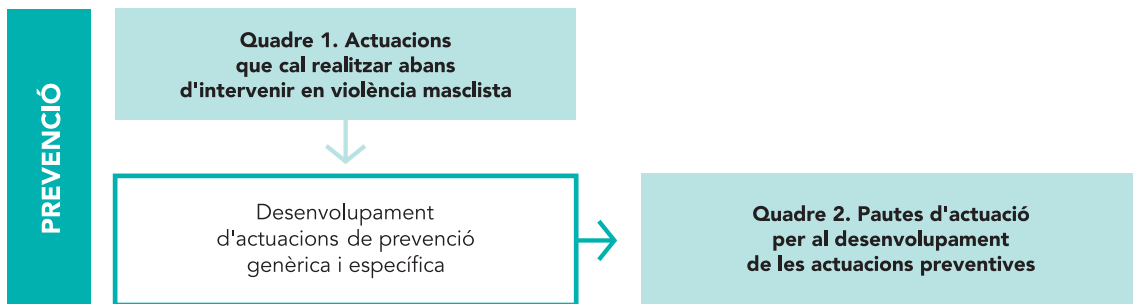 PREVENCIÓ
Quadre 1. Actuacions
que cal realitzar abans
d'intervenir en violència masclista
Desenvolupament
d'actuacions de prevenció
genèrica i específica
Quadre 2. Pautes d'actuació
per al desenvolupament
de les actuacions preventives